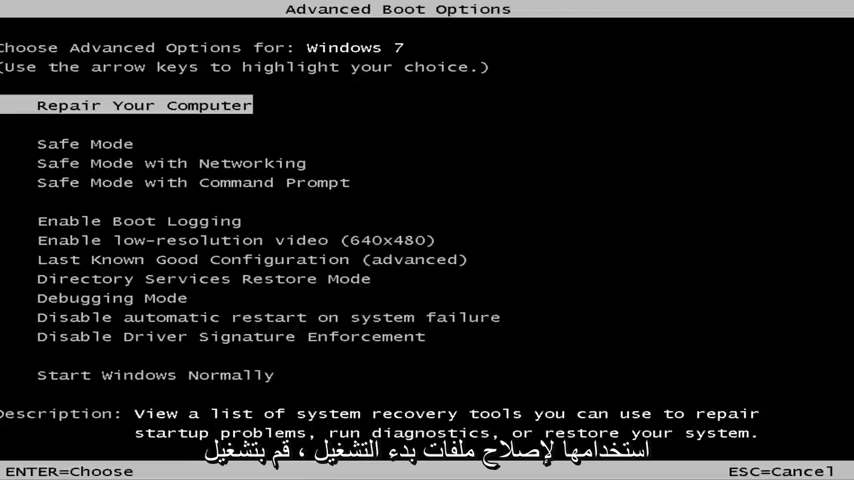 Advanced Boot Options
Choose Advanced Options for: Windows 7
(Use the arrow keys to highlight your choice.)
Repair Your Computer
Safe Mode
Safe Mode with Networking
Safe Mode with Command Prompt
Enable Boot Logging
Enable low-resolution video (640x480)
Last Known Good Configuration (advanced)
Directory Services Restore Mode
Debugging Mode
Disable automatic restart on system failure
Disable Driver Signature Enforcement
Start Windows Normally
Description: View a list of system recovery tools you can use to repair
startup problems, run diagnostics, or restore your system.
استخدامها لإصلاح ملفات بدء التشغيل ، قم بتشغيل
ENTER=Choose ESC=Cancel